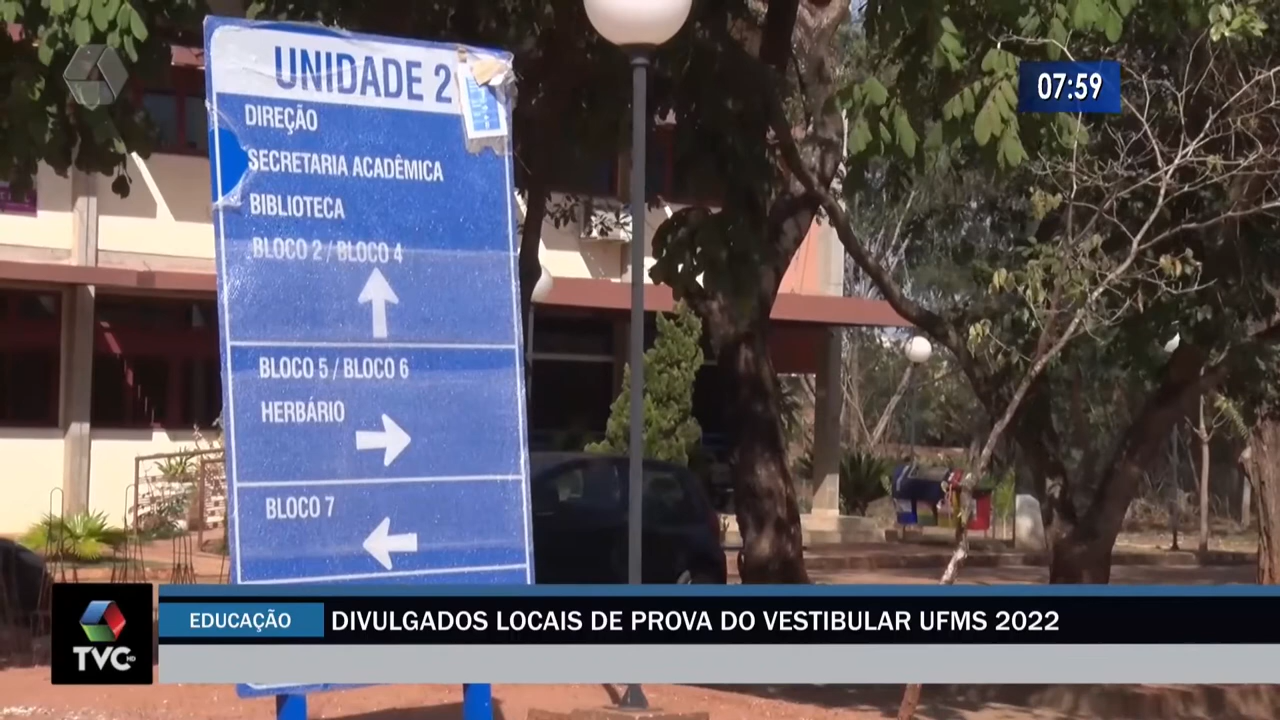 UNIDADE 2
DIREÇÃO
SECRETARIA ACADÊMICA
BIBLIOTECA
BLOCO 2 / BLOCO 4
BLOCO 5 / BLOCO 6
HERBÁRIO
BLOCO 7
07:59
EDUCAÇÃO
DIVULGADOS LOCAIS DE PROVA DO VESTIBULAR UFMS 2022
TVC HD